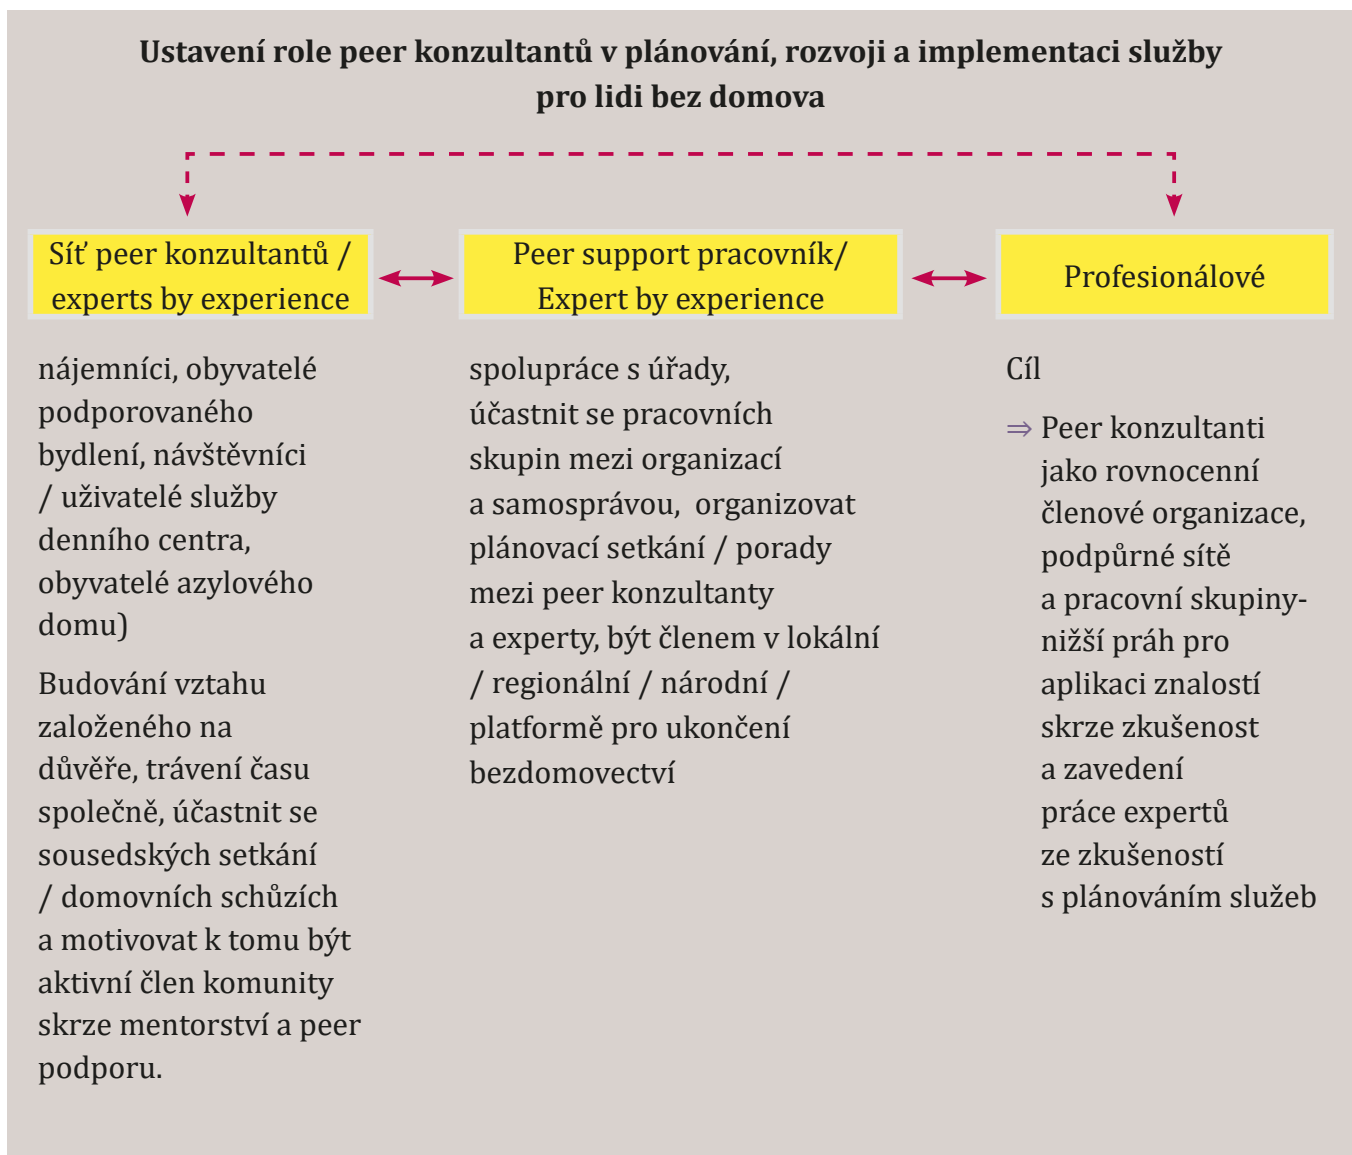 Ustavení role peer konzultantů v plánování, rozvoji a implementaci služby
pro lidi bez domova
Síť peer konzultantů /
experts by experience
Peer support pracovník/
Expert by experience
Profesionálové
nájemníci, obyvatelé
podporovaného
bydlení, návštěvníci
/ uživatelé služby
denního centra,
obyvatelé azylového
domu)
Budování vztahu
založeného na
důvěře, trávení času
společně, účastnit se
sousedských setkání
/ domovních schůzích
a motivovat k tomu být
aktivní člen komunity
skrze mentorství a peer
podporu.
spolupráce s úřady,
účastnit se pracovních
skupin mezi organizací
a samosprávou,  organizovat
plánovací setkání / porady
mezi peer konzultanty
a experty, být členem v lokální
/ regionální / národní /
platformě pro ukončení
bezdomovectví
Cíl
⇒ Peer konzultanti
jako rovnocenní
členové organizace,
podpůrné sítě
a pracovní skupiny-
nižší práh pro
aplikaci znalostí
skrze zkušenost
a zavedení
práce expertů
ze zkušeností
s plánováním služeb